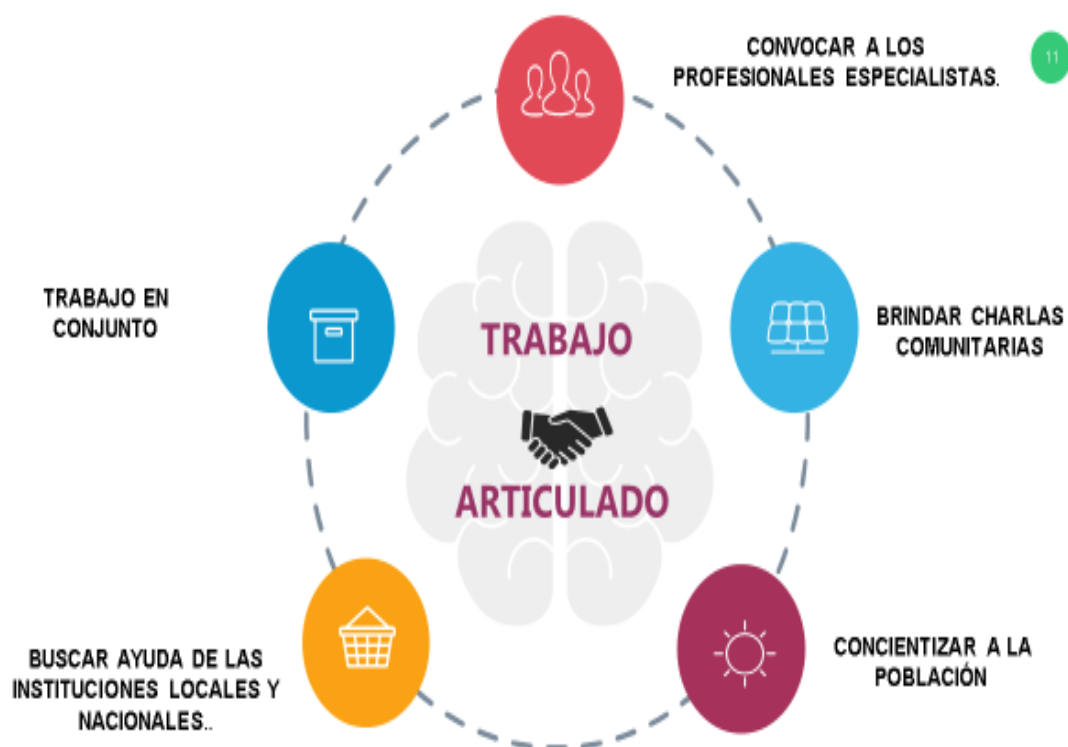 CONVOCAR A LOS
PROFESIONALES ESPECIALISTAS.
11
TRABAJO EN
CONJUNTO
BRINDAR CHARLAS
COMUNITARIAS
TRABAJO
ARTICULADO
BUSCAR AYUDA DE LAS
INSTITUCIONES LOCALES Y
NACIONALES..
CONCIENTIZAR A LA
POBLACIÓN